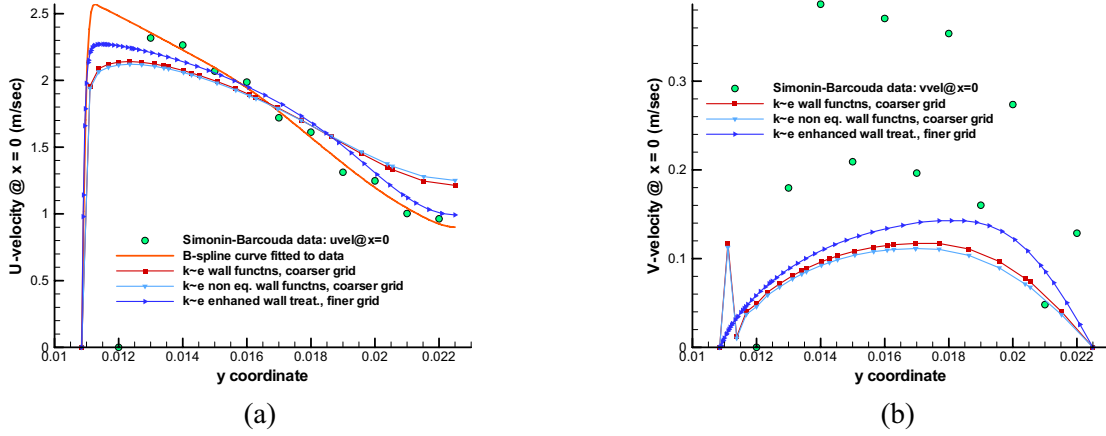 U-velocity @ x = 0 (m/sec)
2.5
2
1.5
1
0.5
0
Simonin-Barcouda data: uvel@x=0
B-spline curve fitted to data
k~e wall functns, coarser grid
k~e non eq. wall functns, coarser grid
k~e enhaned wall treat., finer grid
0.01 0.012 0.014 0.016 0.018 0.02 0.022
y coordinate
(a)
V-velocity @ x = 0 (m/sec)
0.3
0.2
0.1
0
Simonin-Barcouda data: vvel@x=0
k~e wall functns, coarser grid
k~e non eq. wall functns, coarser grid
k~e enhanced wall treat., finer grid
0.01 0.012 0.014 0.016 0.018 0.02 0.022
y coordinate
(b)